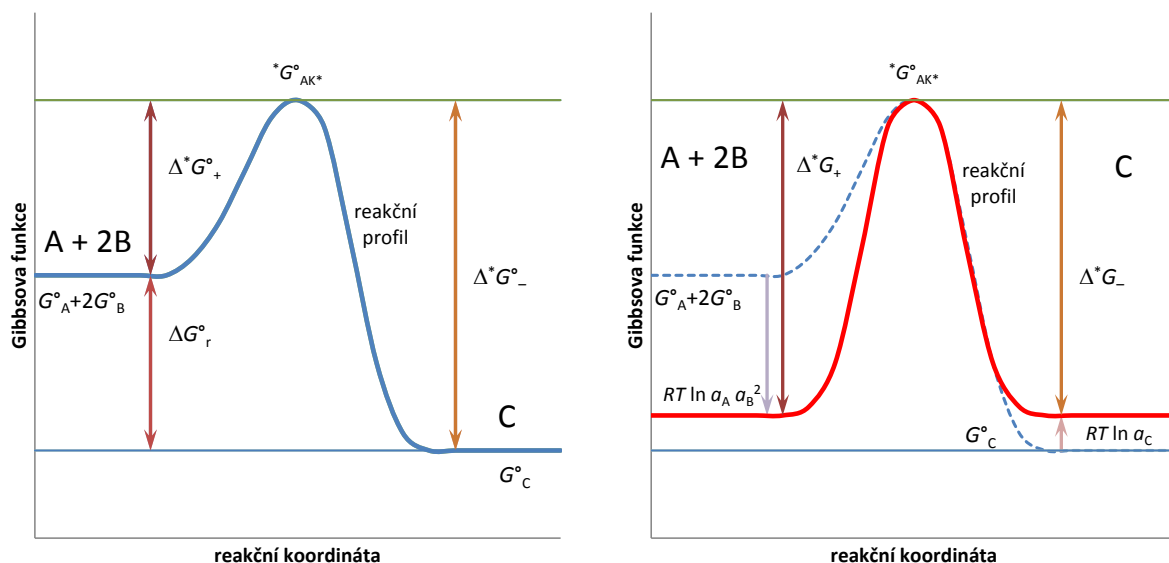 Gibbsova funkce
*G°AK*
Δ*G°+
reakční
profil
A + 2B
G°A+2G°B
Δ*G°–
ΔG°r
C
G°C
reakční koordináta
Gibbsova funkce
*G°AK*
A + 2B
Δ*G+
C
reakční
profil
G°A+2G°B
Δ*G–
RT ln aA aB²
G°C
RT ln aC
reakční koordináta